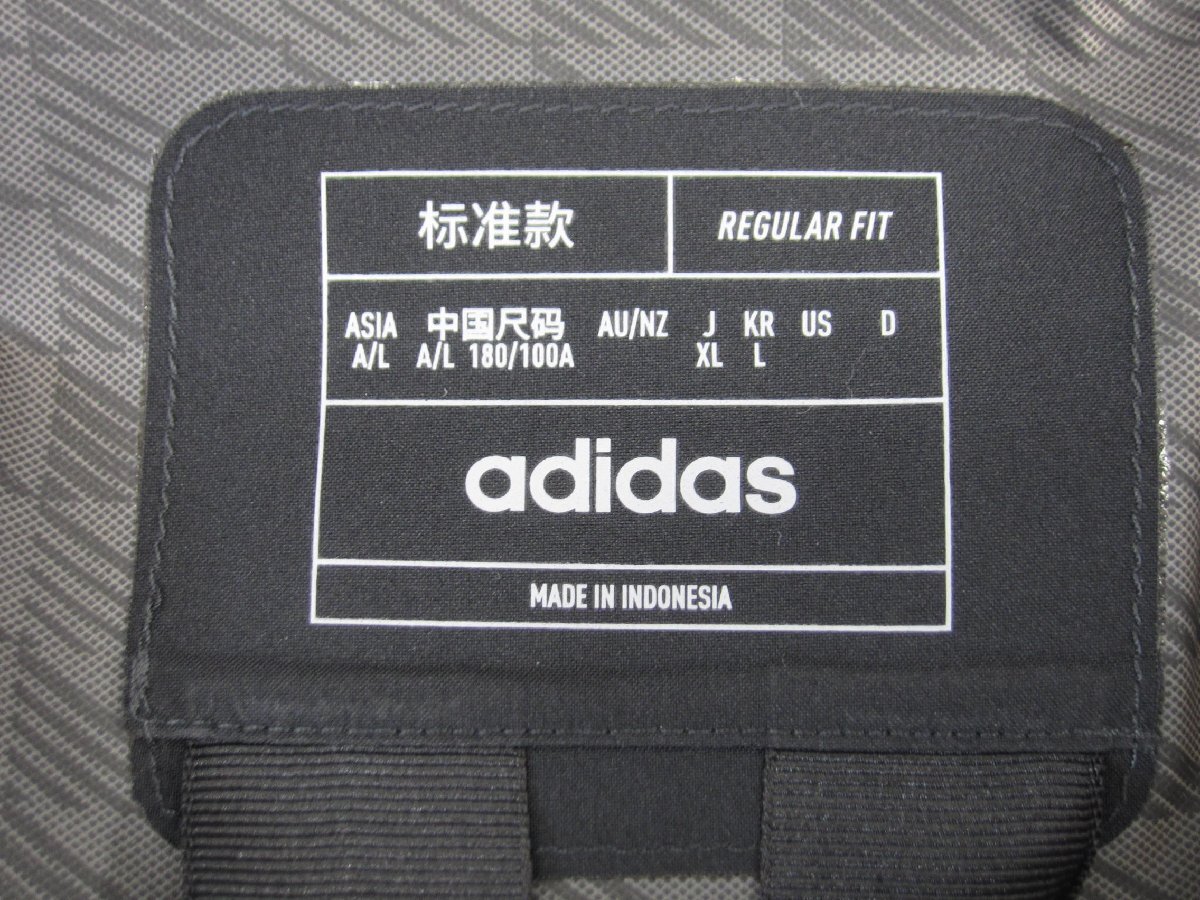 标准款 REGULAR FIT
ASIA 中国尺码 AU/NZ J KR US D
A/L A/L 180/100A XL L
adidas
MADE IN INDONESIA